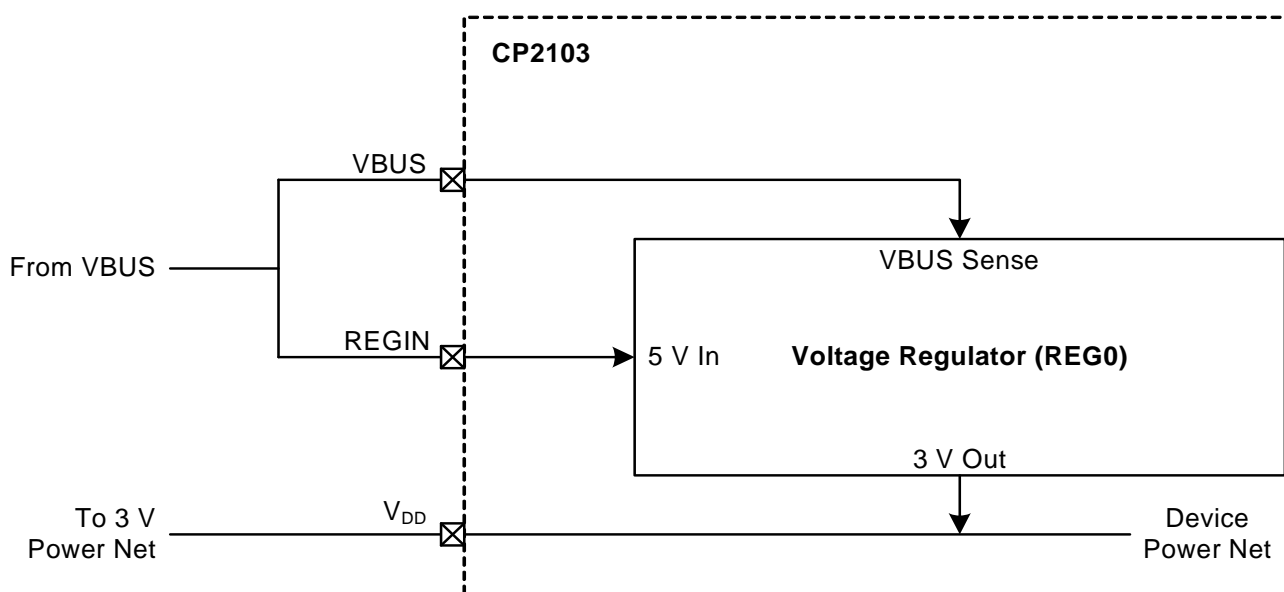 CP2103
VBUS
From VBUS
VBUS Sense
REGIN
5 V In
Voltage Regulator (REG0)
3 V Out
To 3 V
Power Net
VDD
Device
Power Net